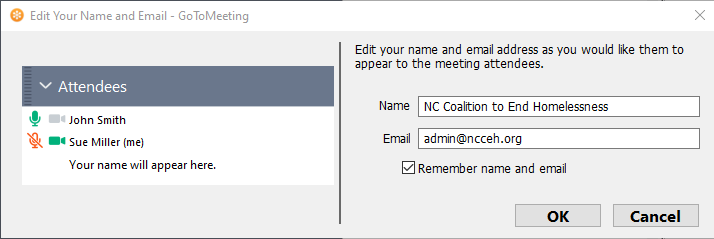 Edit Your Name and Email - GoToMeeting
Attendees
John Smith
Sue Miller (me)
Your name will appear here.
Edit your name and email address as you would like them to
appear to the meeting attendees.
Name NC Coalition to End Homelessness
Email admin@ncceh.org
Remember name and email
OK Cancel